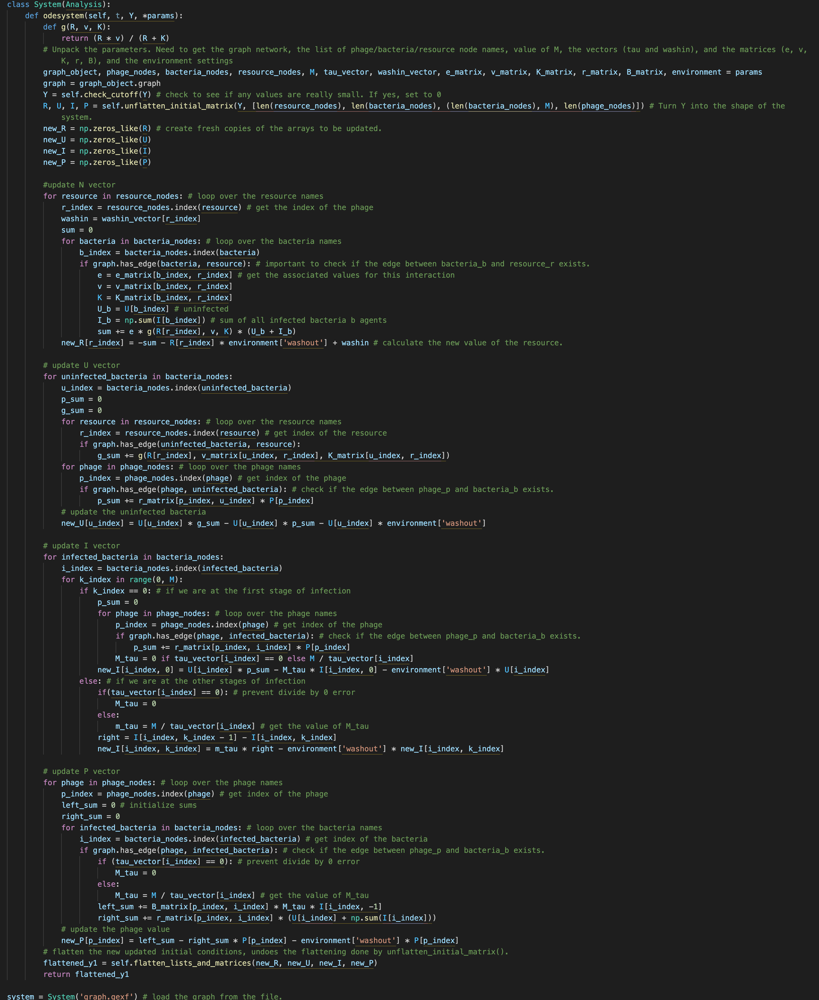 class System(Analysis):
    def odesystem(self, t, Y, *params):
        def g(R, v, K):
            return (R * v) / (R + K)
        # Unpack the parameters. Need to get the graph network, the list of phage/bacteria/resource node names, value of M, the vectors (tau and washin), and the matrices (e, v,
            K, r, B), and the environment settings
        graph_object, phage_nodes, bacteria_nodes, resource_nodes, M, tau_vector, washin_vector, e_matrix, v_matrix, K_matrix, r_matrix, B_matrix, environment = params
        graph = graph_object.graph
        Y = self.check_cutoff(Y) # check to see if any values are really small. If yes, set to 0
        R, U, I, P = self.unflatten_initial_matrix(Y, [len(resource_nodes), len(bacteria_nodes), (len(bacteria_nodes), M), len(phage_nodes)]) # Turn Y into the shape of the
            system.
        new_R = np.zeros_like(R) # create fresh copies of the arrays to be updated.
        new_U = np.zeros_like(U)
        new_I = np.zeros_like(I)
        new_P = np.zeros_like(P)

        #update N vector
        for resource in resource_nodes: # loop over the resource names
            r_index = resource_nodes.index(resource) # get the index of the phage
            washin = washin_vector[r_index]
            sum = 0
            for bacteria in bacteria_nodes: # loop over the bacteria names
                b_index = bacteria_nodes.index(bacteria)
                if graph.has_edge(bacteria, resource): # important to check if the edge between bacteria_b and resource_r exists.
                    e = e_matrix[b_index, r_index] # get the associated values for this interaction
                    v = v_matrix[b_index, r_index]
                    K = K_matrix[b_index, r_index]
                    U_b = U[b_index] # uninfected
                    I_b = np.sum(I[b_index]) # sum of all infected bacteria b agents
                    sum += e * g(R[r_index], v, K) * (U_b + I_b)
            new_R[r_index] = -sum - R[r_index] * environment['washout'] + washin # calculate the new value of the resource.

        # update U vector
        for uninfected_bacteria in bacteria_nodes:
            u_index = bacteria_nodes.index(uninfected_bacteria)
            p_sum = 0
            g_sum = 0
            for resource in resource_nodes: # loop over the resource names
                r_index = resource_nodes.index(resource) # get index of the resource
                if graph.has_edge(uninfected_bacteria, resource):
                    g_sum += g(R[r_index], v_matrix[u_index, r_index], K_matrix[u_index, r_index])
            for phage in phage_nodes: # loop over the phage names
                p_index = phage_nodes.index(phage) # get index of the phage
                if graph.has_edge(phage, uninfected_bacteria): # check if the edge between phage_p and bacteria_b exists.
                    p_sum += r_matrix[p_index, u_index] * P[p_index]
            # update the uninfected bacteria
            new_U[u_index] = U[u_index] * g_sum - U[u_index] * p_sum - U[u_index] * environment['washout']

        # update I vector
        for infected_bacteria in bacteria_nodes:
            i_index = bacteria_nodes.index(infected_bacteria)
            for k_index in range(0, M):
                if k_index == 0: # if we are at the first stage of infection
                    p_sum = 0
                    for phage in phage_nodes: # loop over the phage names
                        p_index = phage_nodes.index(phage) # get index of the phage
                        if graph.has_edge(phage, infected_bacteria): # check if the edge between phage_p and bacteria_b exists.
                            p_sum += r_matrix[p_index, i_index] * P[p_index]
                        M_tau = 0 if tau_vector[i_index] == 0 else M / tau_vector[i_index]
                    new_I[i_index, 0] = U[i_index] * p_sum - M_tau * I[i_index, 0] - environment['washout'] * U[i_index]
                else: # if we are at the other stages of infection
                    if(tau_vector[i_index] == 0): # prevent divide by 0 error
                        M_tau = 0
                    else:
                        m_tau = M / tau_vector[i_index] # get the value of M_tau
                    right = I[i_index, k_index - 1] - I[i_index, k_index]
                    new_I[i_index, k_index] = m_tau * right - environment['washout'] * new_I[i_index, k_index]

        # update P vector
        for phage in phage_nodes: # loop over the phage names
            p_index = phage_nodes.index(phage) # get index of the phage
            left_sum = 0 # initialize sums
            right_sum = 0
            for infected_bacteria in bacteria_nodes: # loop over the bacteria names
                i_index = bacteria_nodes.index(infected_bacteria) # get index of the bacteria
                if graph.has_edge(phage, infected_bacteria): # check if the edge between phage_p and bacteria_b exists.
                    if (tau_vector[i_index] == 0): # prevent divide by 0 error
                        M_tau = 0
                    else:
                        M_tau = M / tau_vector[i_index] # get the value of M_tau
                    left_sum += B_matrix[p_index, i_index] * M_tau * I[i_index, -1]
                    right_sum += r_matrix[p_index, i_index] * (U[i_index] + np.sum(I[i_index]))
            # update the phage value
            new_P[p_index] = left_sum - right_sum * P[p_index] - environment['washout'] * P[p_index]
        # flatten the new updated initial conditions, undoes the flattening done by unflatten_initial_matrix().
        flattened_y1 = self.flatten_lists_and_matrices(new_R, new_U, new_I, new_P)
        return flattened_y1

system = System('graph.gexf') # load the graph from the file.